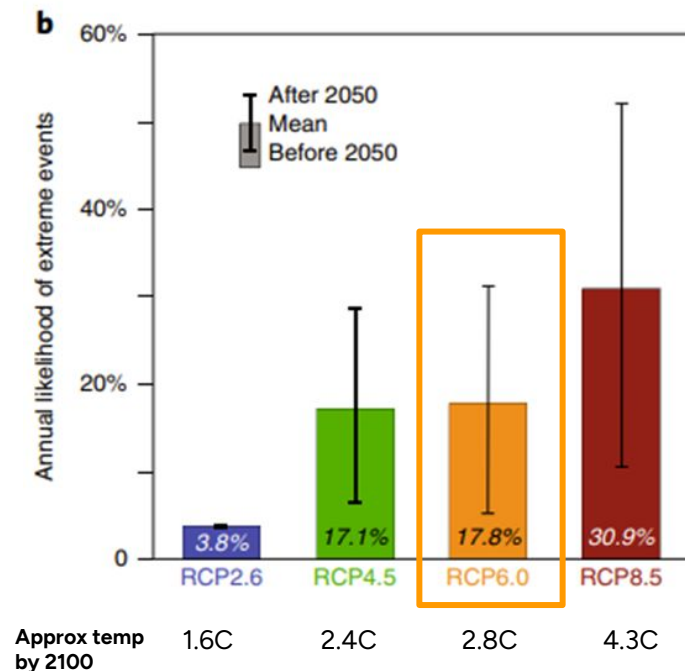 b
60%
After 2050
Mean
Before 2050
Annual likelihood of extreme events
40%
20%
0
3.8%
17.1%
17.8%
30.9%
RCP2.6
RCP4.5
RCP6.0
RCP8.5
Approx temp
by 2100
1.6C
2.4C
2.8C
4.3C